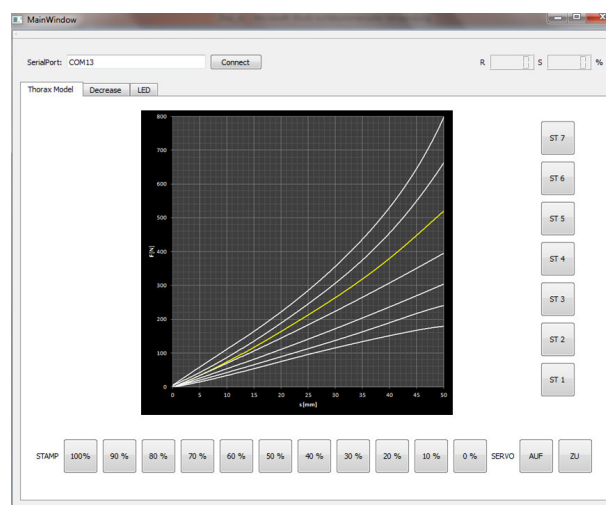 MainWindow
SerialPort: COM13 Connect R 0 S 0 %
Thorax Model Decrease LED
800
700
600
500
400
300
200
100
0
F[N]
0 5 10 15 20 25 30 35 40 45 50
s[mm]
ST 7
ST 6
ST 5
ST 4
ST 3
ST 2
ST 1
STAMP 100% 90 % 80 % 70 % 60 % 50 % 40 % 30 % 20 % 10 % 0 % SERVO AUF ZU